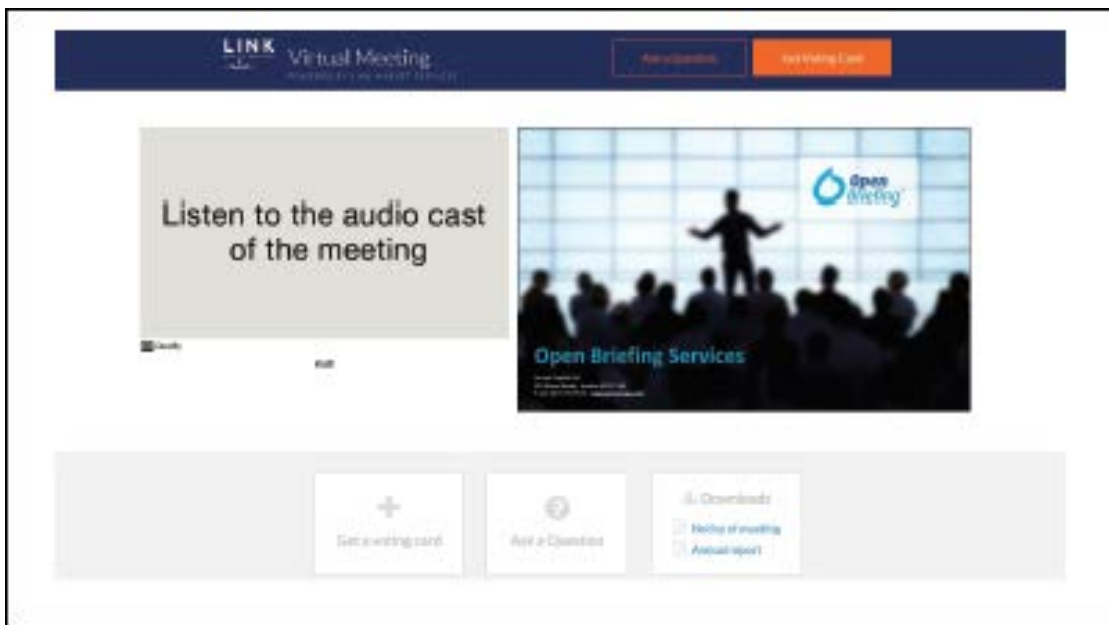 LINK
Virtual Meeting
Ask a Question
Get Voting Card
Listen to the audio cast
of the meeting
Open
Briefing
Open Briefing Services
Get a voting card
Ask a Question
Downloads
Notice of meeting
Annual report